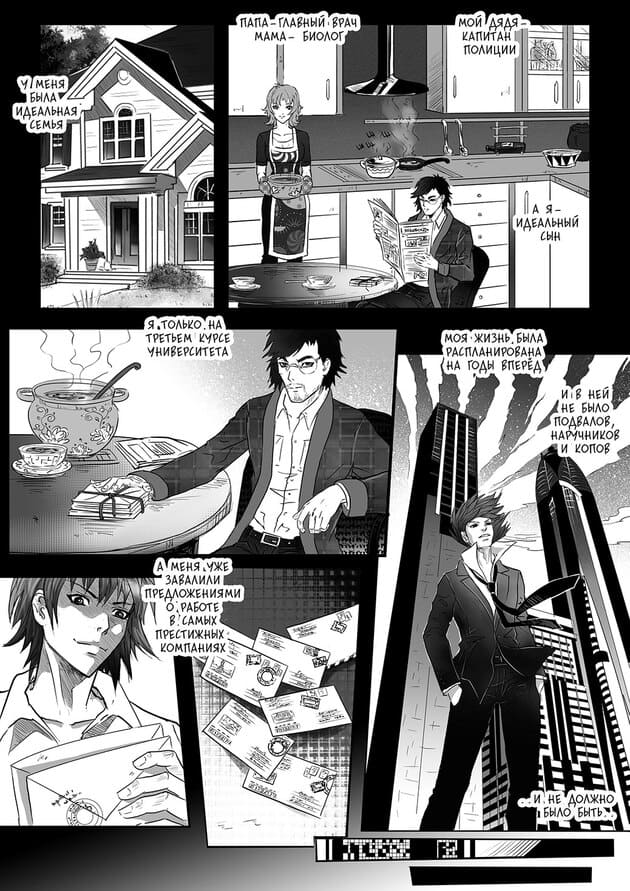 У МЕНЯ
БЫЛА
ИДЕАЛЬНАЯ
СЕМЬЯ
ПАПА-ГЛАВНЫЙ ВРАЧ
МАМА- БИОЛОГ
МОЙ ДЯДЯ-
КАПИТАН
ПОЛИЦИИ
А Я-
ИДЕАЛЬНЫЙ
СЫН
Я ТОЛЬКО НА
ТРЕТЬЕМ КУРСЕ
УНИВЕРСИТЕТА
МОЯ ЖИЗНЬ БЫЛА
РАСПЛАНИРОВАНА
НА ГОДЫ ВПЕРЁД
И В НЕЙ
НЕ БЫЛО
ПОДВАЛОВ,
НАРУЧНИКОВ
И КОПОВ
А МЕНЯ УЖЕ
ЗАВАЛИЛИ
ПРЕДЛОЖЕНИЯМИ
О РАБОТЕ
В САМЫХ
ПРЕСТИЖНЫХ
КОМПАНИЯХ
..И НЕ ДОЛЖНО
БЫЛО БЫТЬ..